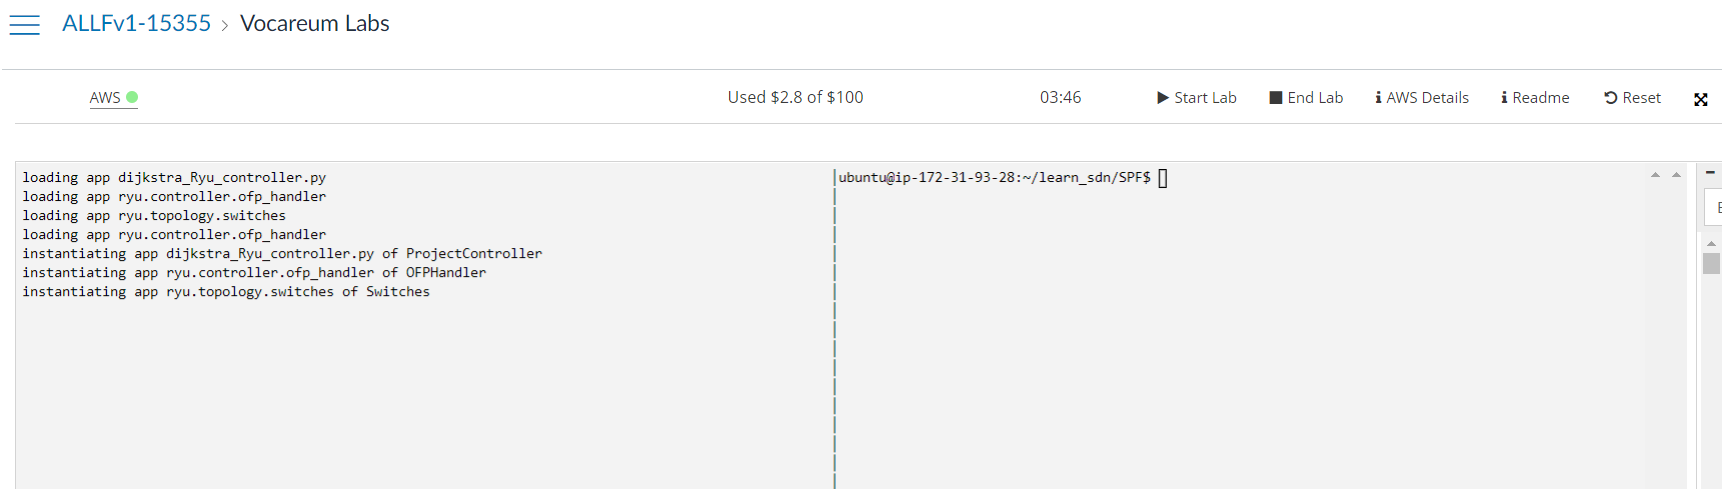 ALLFv1-15355 › Vocareum Labs
AWS Used $2.8 of $100 03:46 Start Lab End Lab AWS Details Readme Reset
loading app dijkstra_Ryu_controller.py
loading app ryu.controller.ofp_handler
loading app ryu.topology.switches
loading app ryu.controller.ofp_handler
instantiating app dijkstra_Ryu_controller.py of ProjectController
instantiating app ryu.controller.ofp_handler of OFPHandler
instantiating app ryu.topology.switches of Switches
ubuntu@ip-172-31-93-28:~/learn_sdn/SPF$